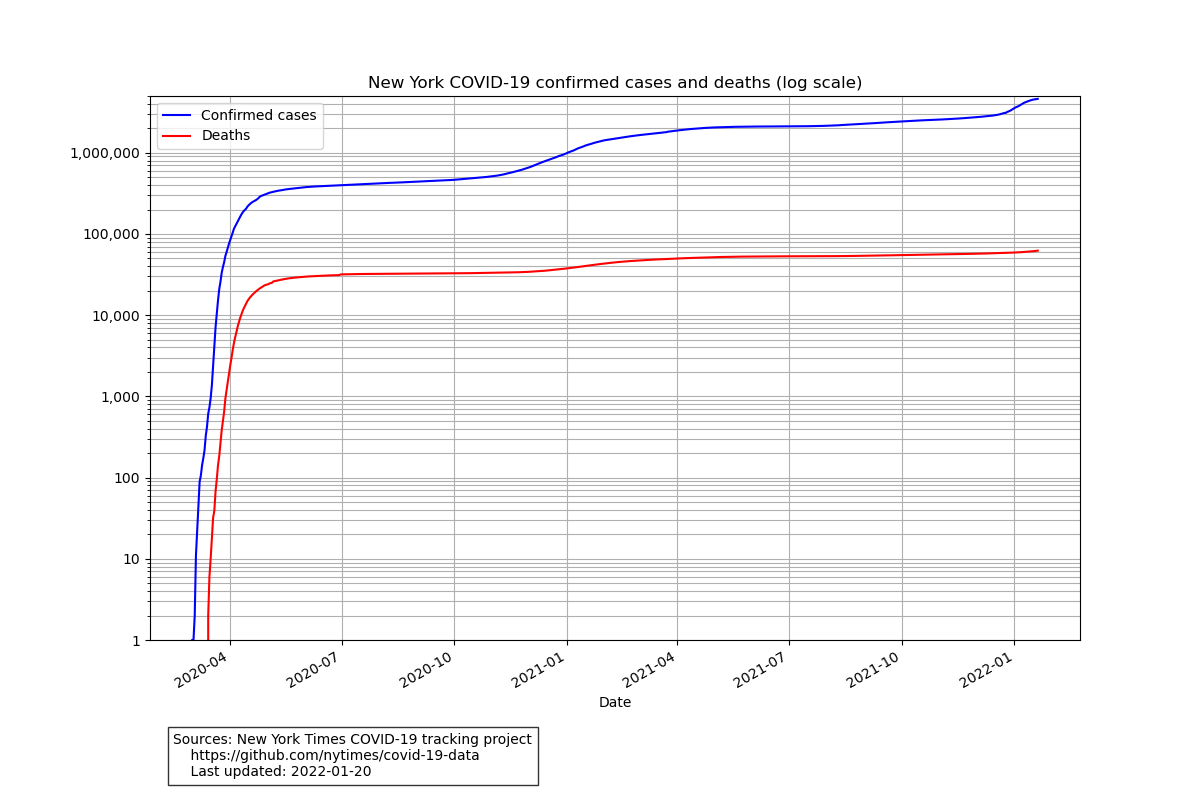 New York COVID-19 confirmed cases and deaths (log scale)
Confirmed cases
Deaths
1,000,000
100,000
10,000
1,000
100
10
1
2020-04
2020-07
2020-10
2021-01
2021-04
2021-07
2021-10
2022-01
Date
Sources: New York Times COVID-19 tracking project
https://github.com/nytimes/covid-19-data
Last updated: 2022-01-20